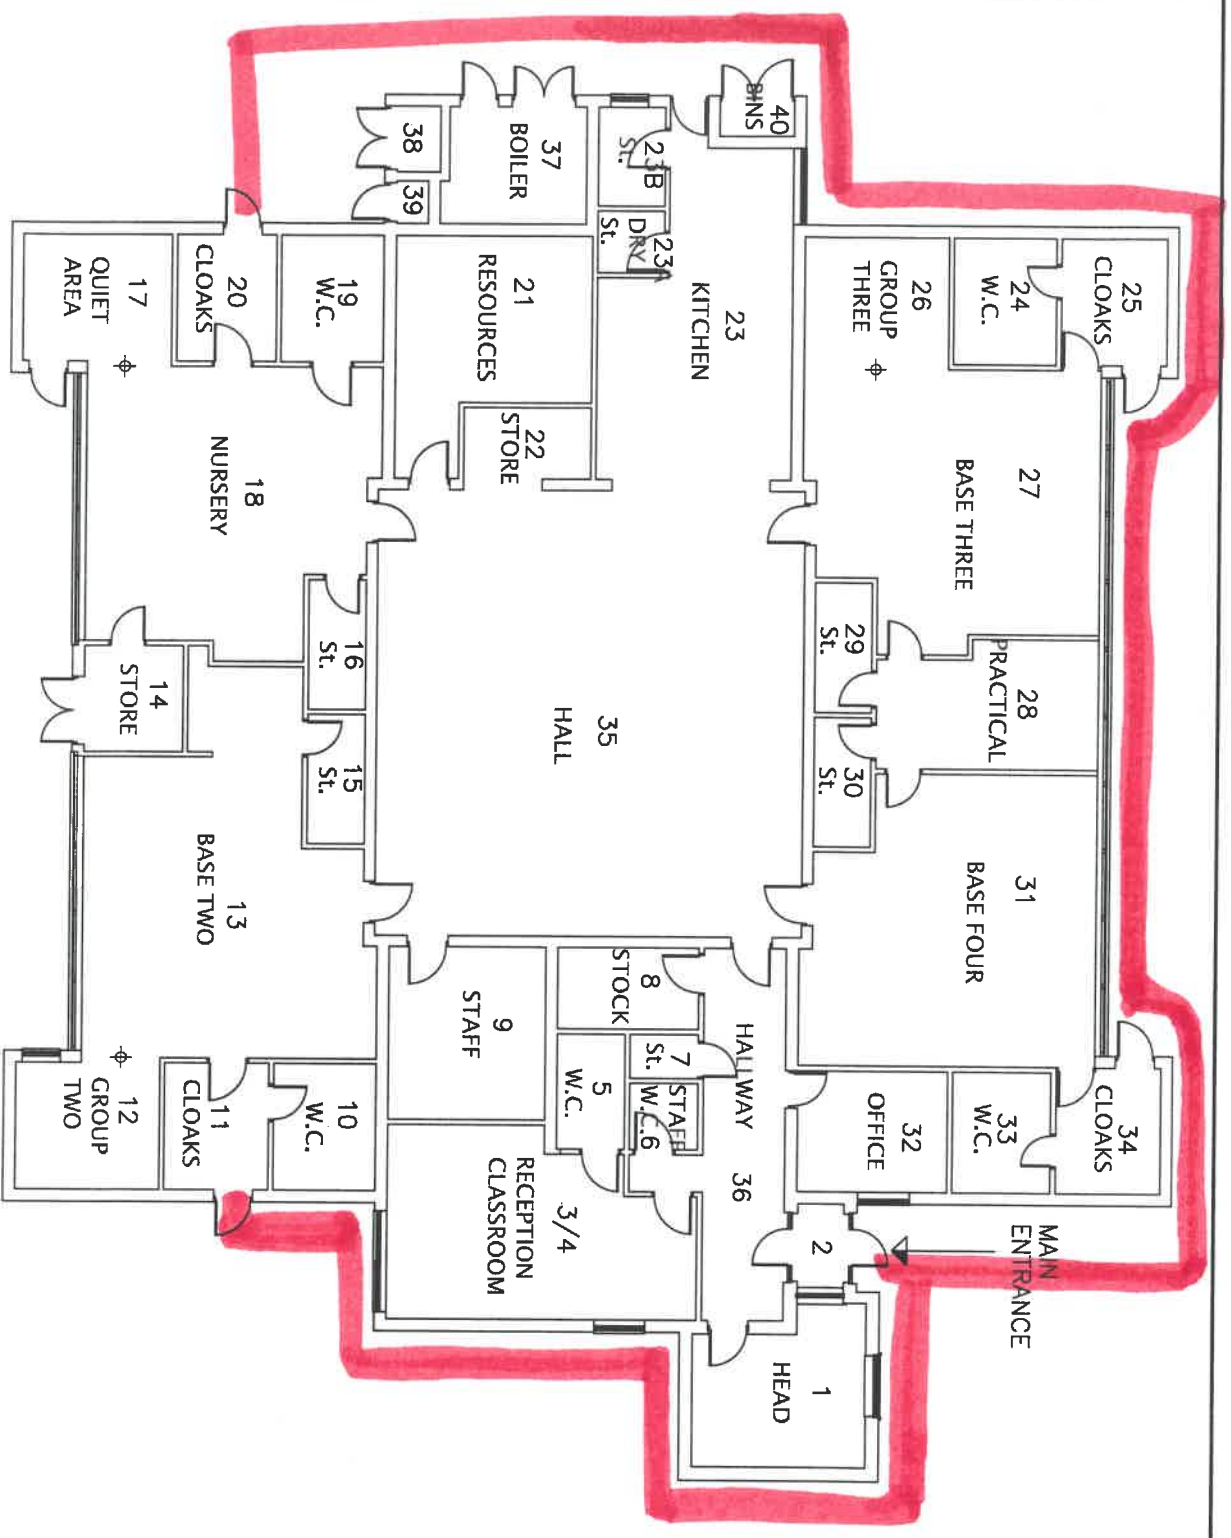 40
BINS
37
BOILER
38
39
23B
St.
23A
DRY
St.
23
KITCHEN
21
RESOURCES
22
STORE
19
W.C.
20
CLOAKS
17
QUIET
AREA
18
NURSERY
16
St.
15
St.
14
STORE
13
BASE TWO
12
GROUP
TWO
11
CLOAKS
10
W.C.
9
STAFF
8
STOCK
7
St.
5
W.C.
STAFF
W.C.6
3/4
RECEPTION
CLASSROOM
HALLWAY
36
35
HALL
25
CLOAKS
24
W.C.
26
GROUP
THREE
27
BASE THREE
28
PRACTICAL
29
St.
30
St.
31
BASE FOUR
32
OFFICE
33
W.C.
34
CLOAKS
2
MAIN
ENTRANCE
1
HEAD